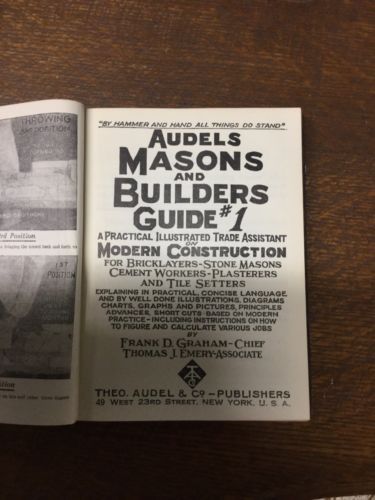 THROWING
2ND POSITION
3rd Position
1ST
POSITION
"BY HAMMER AND HAND ALL THINGS DO STAND"
AUDELS
MASONS
AND
BUILDERS
GUIDE #1
A PRACTICAL ILLUSTRATED TRADE ASSISTANT
ON
MODERN CONSTRUCTION
FOR BRICKLAYERS-STONE MASONS
CEMENT WORKERS-PLASTERERS
AND TILE SETTERS
EXPLAINING IN PRACTICAL, CONCISE LANGUAGE
AND BY WELL DONE ILLUSTRATIONS, DIAGRAMS
CHARTS, GRAPHS AND PICTURES, PRINCIPLES
ADVANCES, SHORT CUTS-BASED ON MODERN
PRACTICE-INCLUDING INSTRUCTIONS ON HOW
TO FIGURE AND CALCULATE VARIOUS JOBS
BY
FRANK D. GRAHAM-CHIEF
THOMAS J. EMERY-ASSOCIATE
THEO. AUDEL & CO-PUBLISHERS
49 WEST 23RD STREET, NEW YORK, U. S. A.